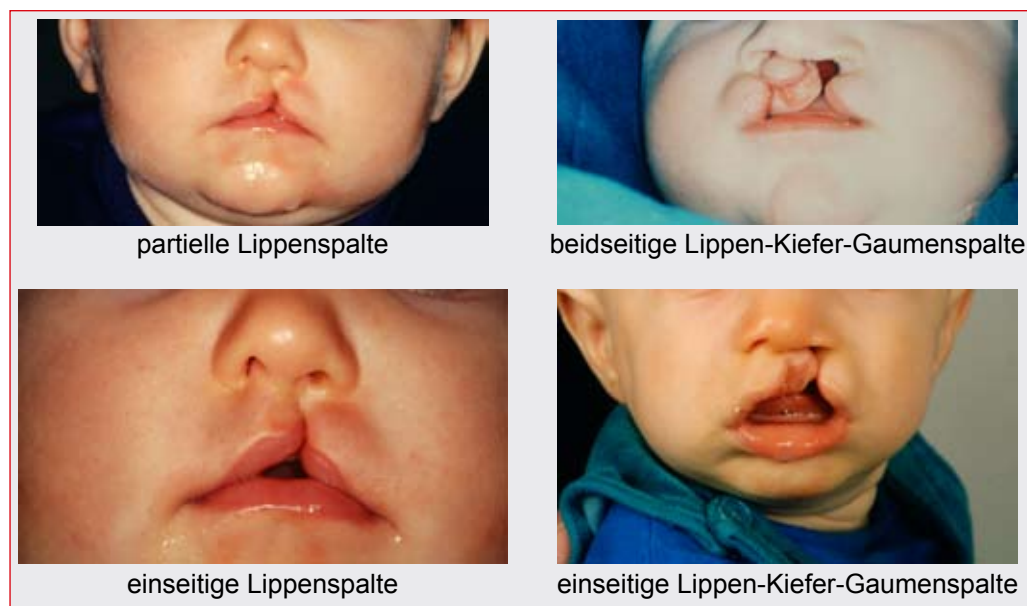 partielle Lippenspalte
beidseitige Lippen-Kiefer-Gaumenspalte
einseitige Lippenspalte
einseitige Lippen-Kiefer-Gaumenspalte